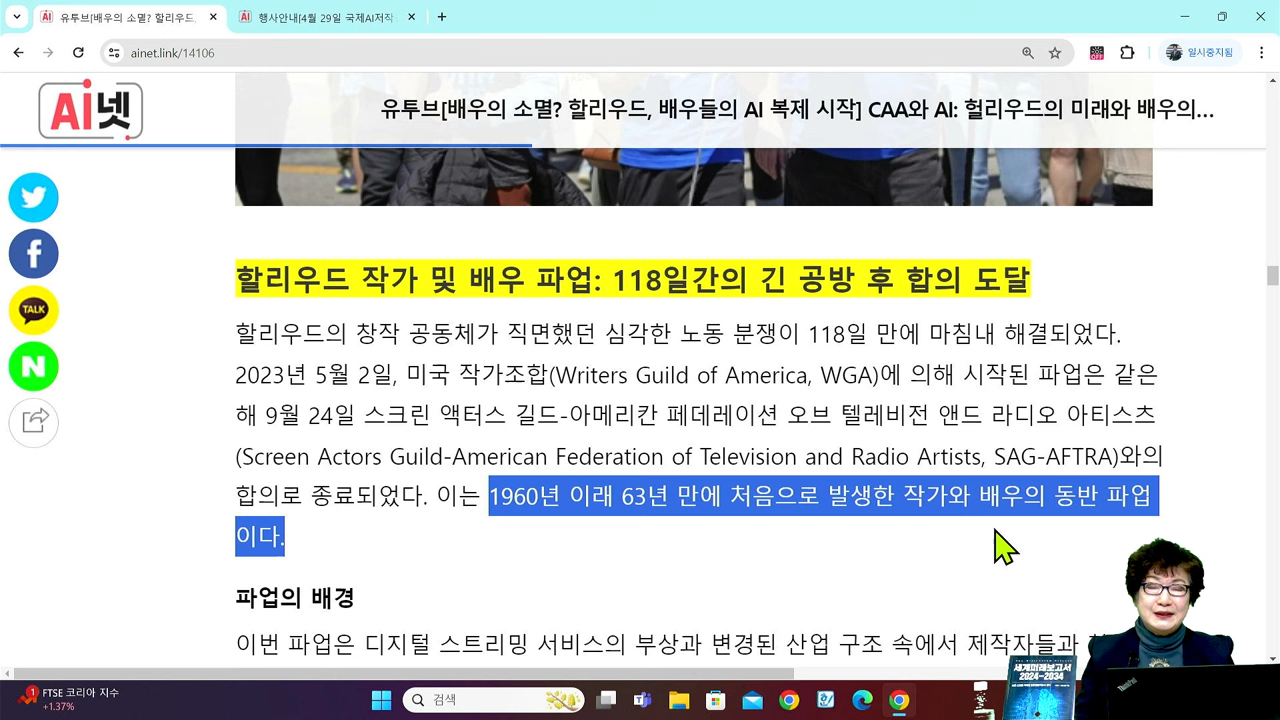 유튜브[배우의 소멸? 할리우드,
행사안내[4월 29일 국제AI저작
ainet.link/14106
OFF
일시중지됨
Ai넷
유튜브[배우의 소멸? 할리우드, 배우들의 AI 복제 시작] CAA와 AI: 헐리우드의 미래와 배우의...
TALK
N
할리우드 작가 및 배우 파업: 118일간의 긴 공방 후 합의 도달
할리우드의 창작 공동체가 직면했던 심각한 노동 분쟁이 118일 만에 마침내 해결되었다.
2023년 5월 2일, 미국 작가조합(Writers Guild of America, WGA)에 의해 시작된 파업은 같은
해 9월 24일 스크린 액터스 길드-아메리칸 페데레이션 오브 텔레비전 앤드 라디오 아티스츠
(Screen Actors Guild-American Federation of Television and Radio Artists, SAG-AFTRA)와의
합의로 종료되었다. 이는 1960년 이래 63년 만에 처음으로 발생한 작가와 배우의 동반 파업
이다.
파업의 배경
이번 파업은 디지털 스트리밍 서비스의 부상과 변경된 산업 구조 속에서 제작자들과
세계미래보고서
2024-2034
ThinkPad
1
FTSE 코리아 지수
+1.37%
검색